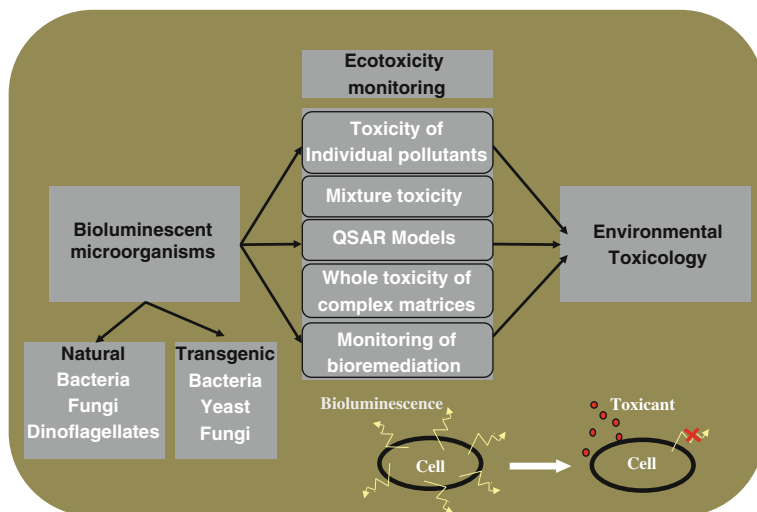 Ecotoxicity
monitoring
Toxicity of
Individual pollutants
Mixture toxicity
QSAR Models
Whole toxicity of
complex matrices
Monitoring of
bioremediation
Bioluminescent
microorganisms
Environmental
Toxicology
Natural
Bacteria
Fungi
Dinoflagellates
Transgenic
Bacteria
Yeast
Fungi
Bioluminescence
Cell
Toxicant
Cell